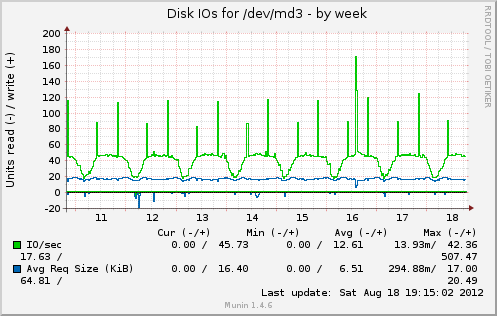 Disk IOs for /dev/md3 - by week
RRDTOOL / TOBI OETIKER
Units read (-) / write (+)
200
180
160
140
120
100
80
60
40
20
0
-20
11 12 13 14 15 16 17 18
Cur (-/+) Min (-/+) Avg (-/+) Max (-/+)
IO/sec 0.00 / 45.73 0.00 / 12.61 13.93m/ 42.36
17.63 / 507.47
Avg Req Size (KiB) 0.00 / 16.40 0.00 / 6.51 294.88m/ 17.00
64.81 / 20.49
Last update: Sat Aug 18 19:15:02 2012
Munin 1.4.6